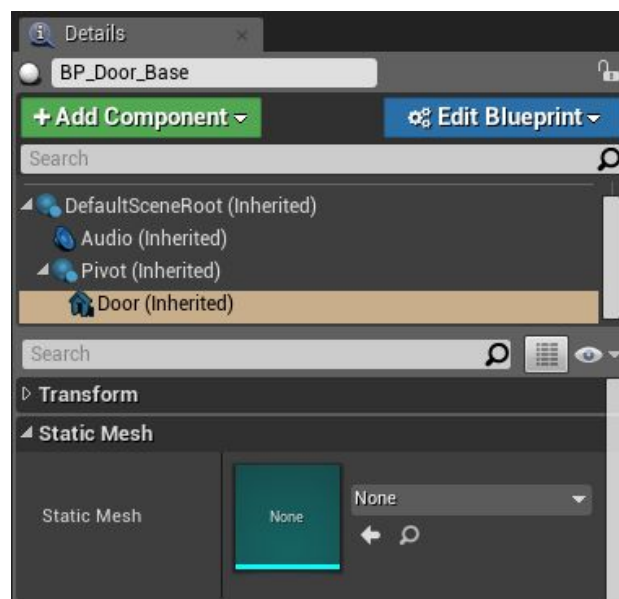 Details
BP_Door_Base
+ Add Component
Edit Blueprint
Search
DefaultSceneRoot (Inherited)
Audio (Inherited)
Pivot (Inherited)
Door (Inherited)
Search
Transform
Static Mesh
Static Mesh
None
None